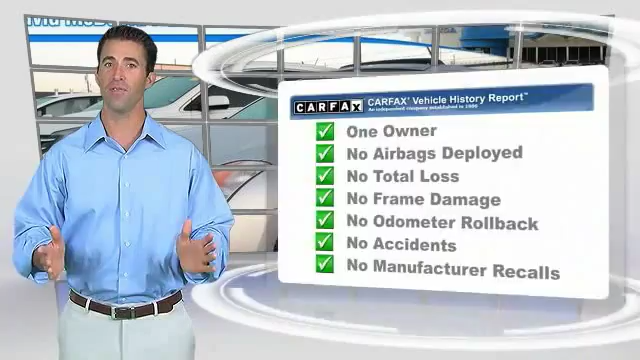 CARFAX CARFAX® Vehicle History Report™
An independent company established in 1986
One Owner
No Airbags Deployed
No Total Loss
No Frame Damage
No Odometer Rollback
No Accidents
No Manufacturer Recalls